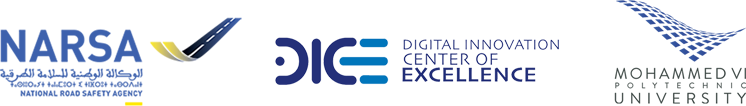 NARSA
الوكالة الوطنية للسلامة الطرقية
NATIONAL ROAD SAFETY AGENCY
DICE
DIGITAL INNOVATION
CENTER OF
EXCELLENCE
MOHAMMED VI
POLYTECHNIC
UNIVERSITY